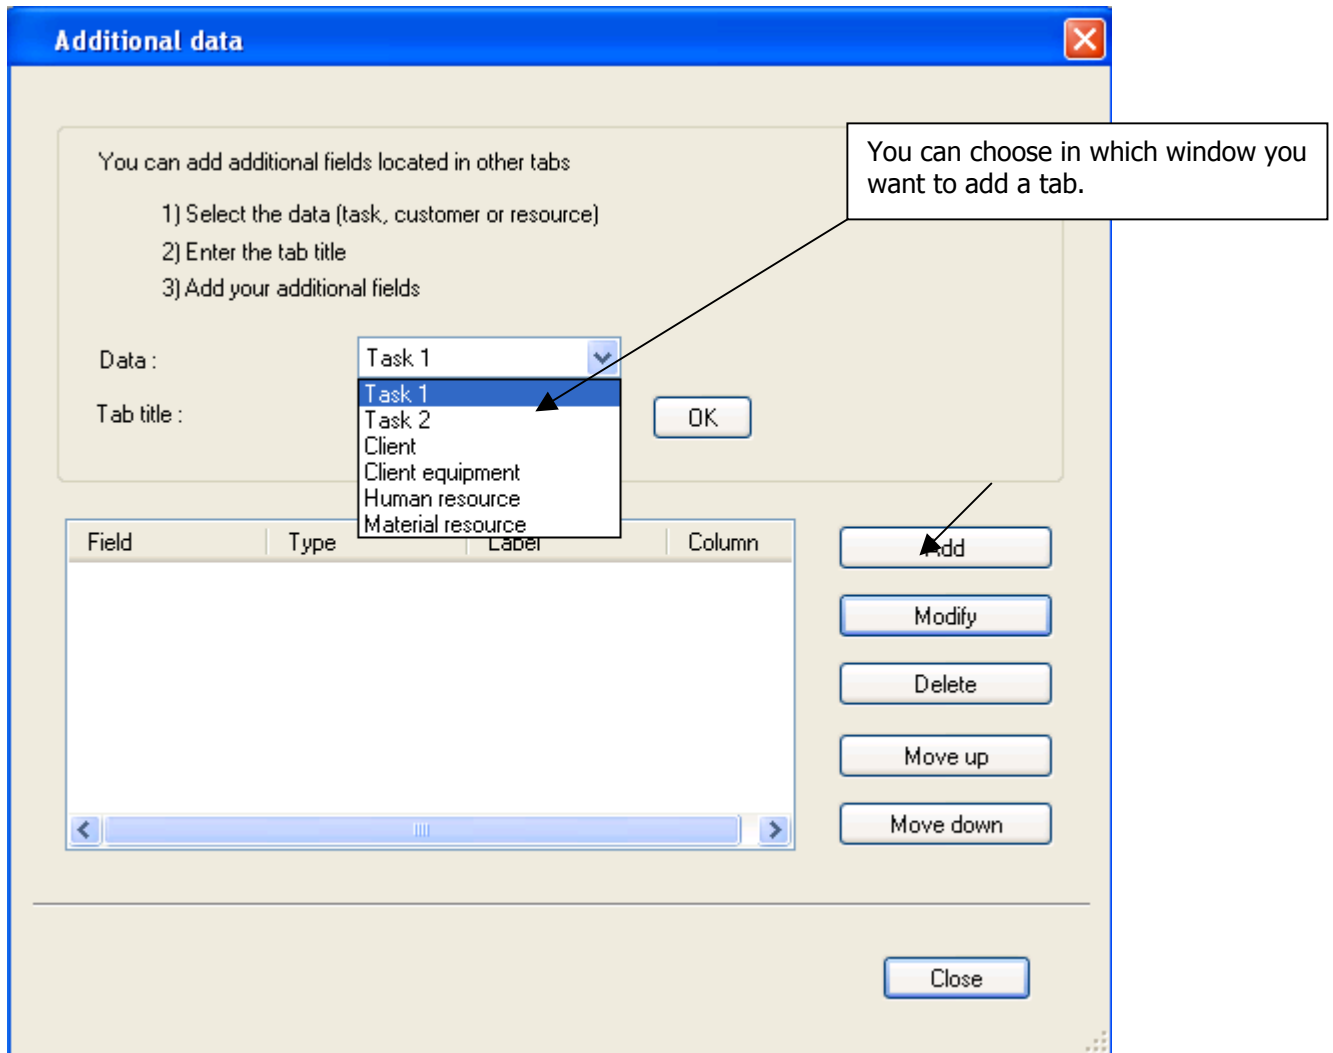 Additional data
You can choose in which window you
want to add a tab.
You can add additional fields located in other tabs
1) Select the data (task, customer or resource)
2) Enter the tab title
3) Add your additional fields
Data :
Task 1
Task 1
Task 2
Client
Client equipment
Human resource
Material resource
Tab title :
OK
Field Type Label Column
Add
Modify
Delete
Move up
Move down
Close